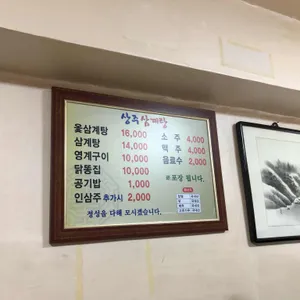 상주삼계탕
옻삼계탕 16,000
삼계탕 14,000
영계구이 10,000
닭똥집 10,000
공기밥 1,000
인삼주 추가시 2,000
소주 4,000
맥주 4,000
음료수 2,000
※포장 됩니다.
정성을 다해 모시겠습니다.